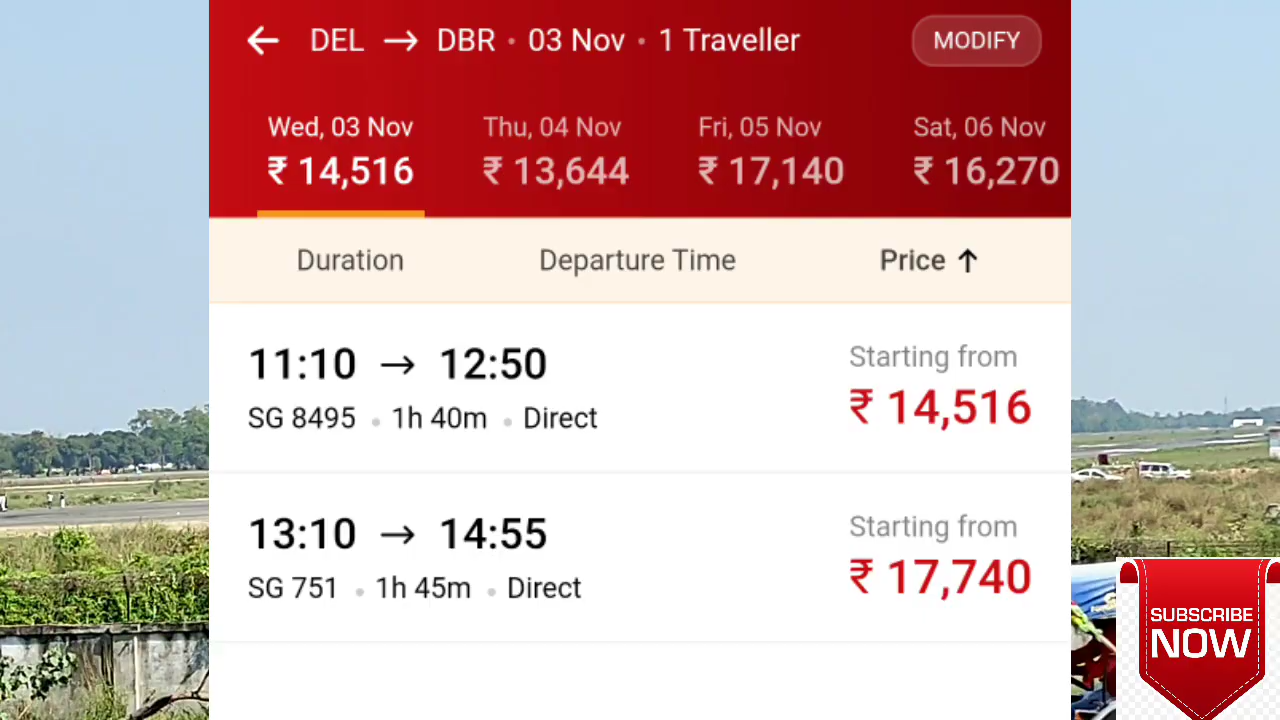 DEL → DBR • 03 Nov • 1 Traveller MODIFY
Wed, 03 Nov Thu, 04 Nov Fri, 05 Nov Sat, 06 Nov
₹ 14,516 ₹ 13,644 ₹ 17,140 ₹ 16,270
Duration Departure Time Price ↑
11:10 → 12:50 Starting from
SG 8495 • 1h 40m • Direct ₹ 14,516
13:10 → 14:55 Starting from
SG 751 • 1h 45m • Direct ₹ 17,740
SUBSCRIBE
NOW